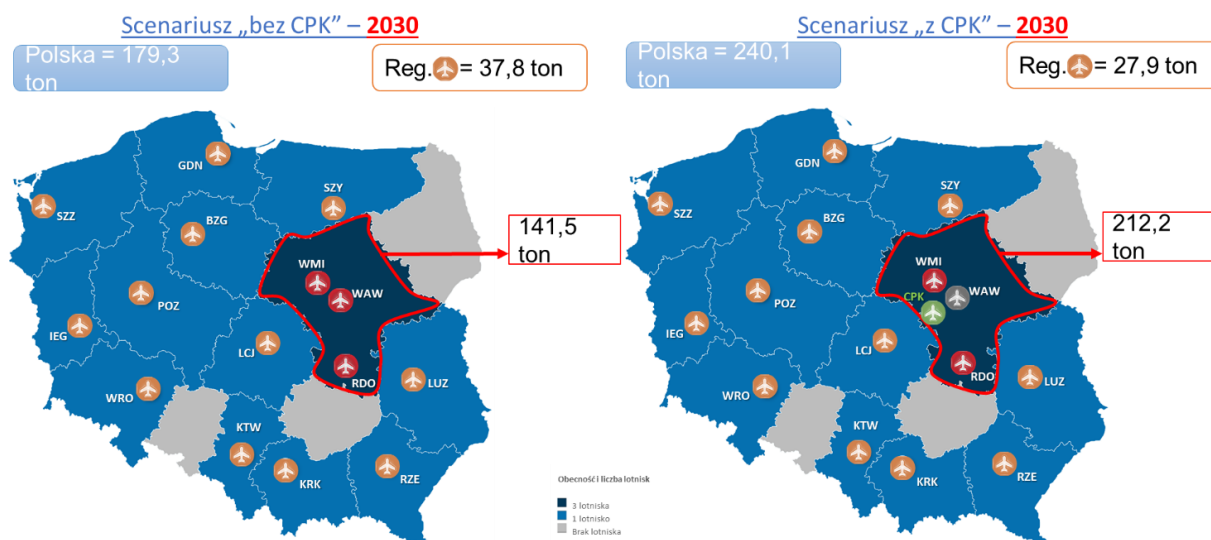 Scenariusz „bez CPK” – 2030
Polska = 179,3
ton
Reg. = 37,8 ton
GDN
SZZ
SZY
BZG
WMI
WAW
POZ
IEG
LCJ
RDO
LUZ
WRO
KTW
KRK
RZE
141,5
ton
Scenariusz „z CPK” – 2030
Polska = 240,1
ton
Reg. = 27,9 ton
GDN
SZZ
SZY
BZG
WMI
WAW
CPK
POZ
IEG
LCJ
RDO
LUZ
WRO
KTW
KRK
RZE
212,2
ton
Obecność i liczba lotnisk
3 lotniska
1 lotnisko
Brak lotniska